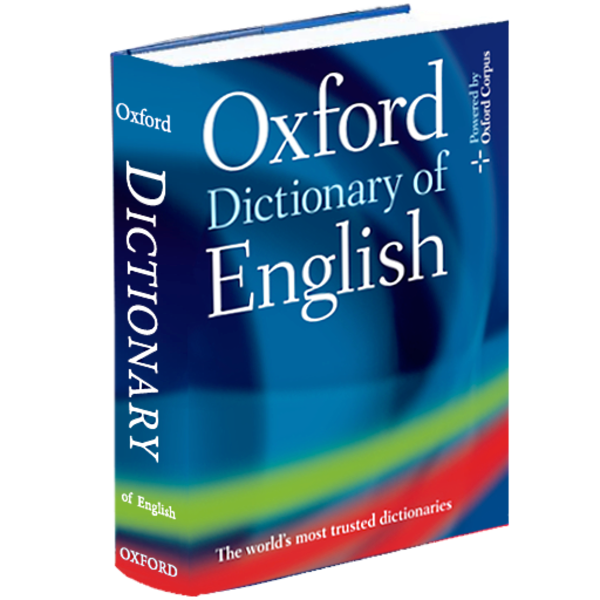 Oxford
DICTIONARY
of English
OXFORD
Oxford
Dictionary of
English
Powered by
Oxford Corpus
The world's most trusted dictionaries